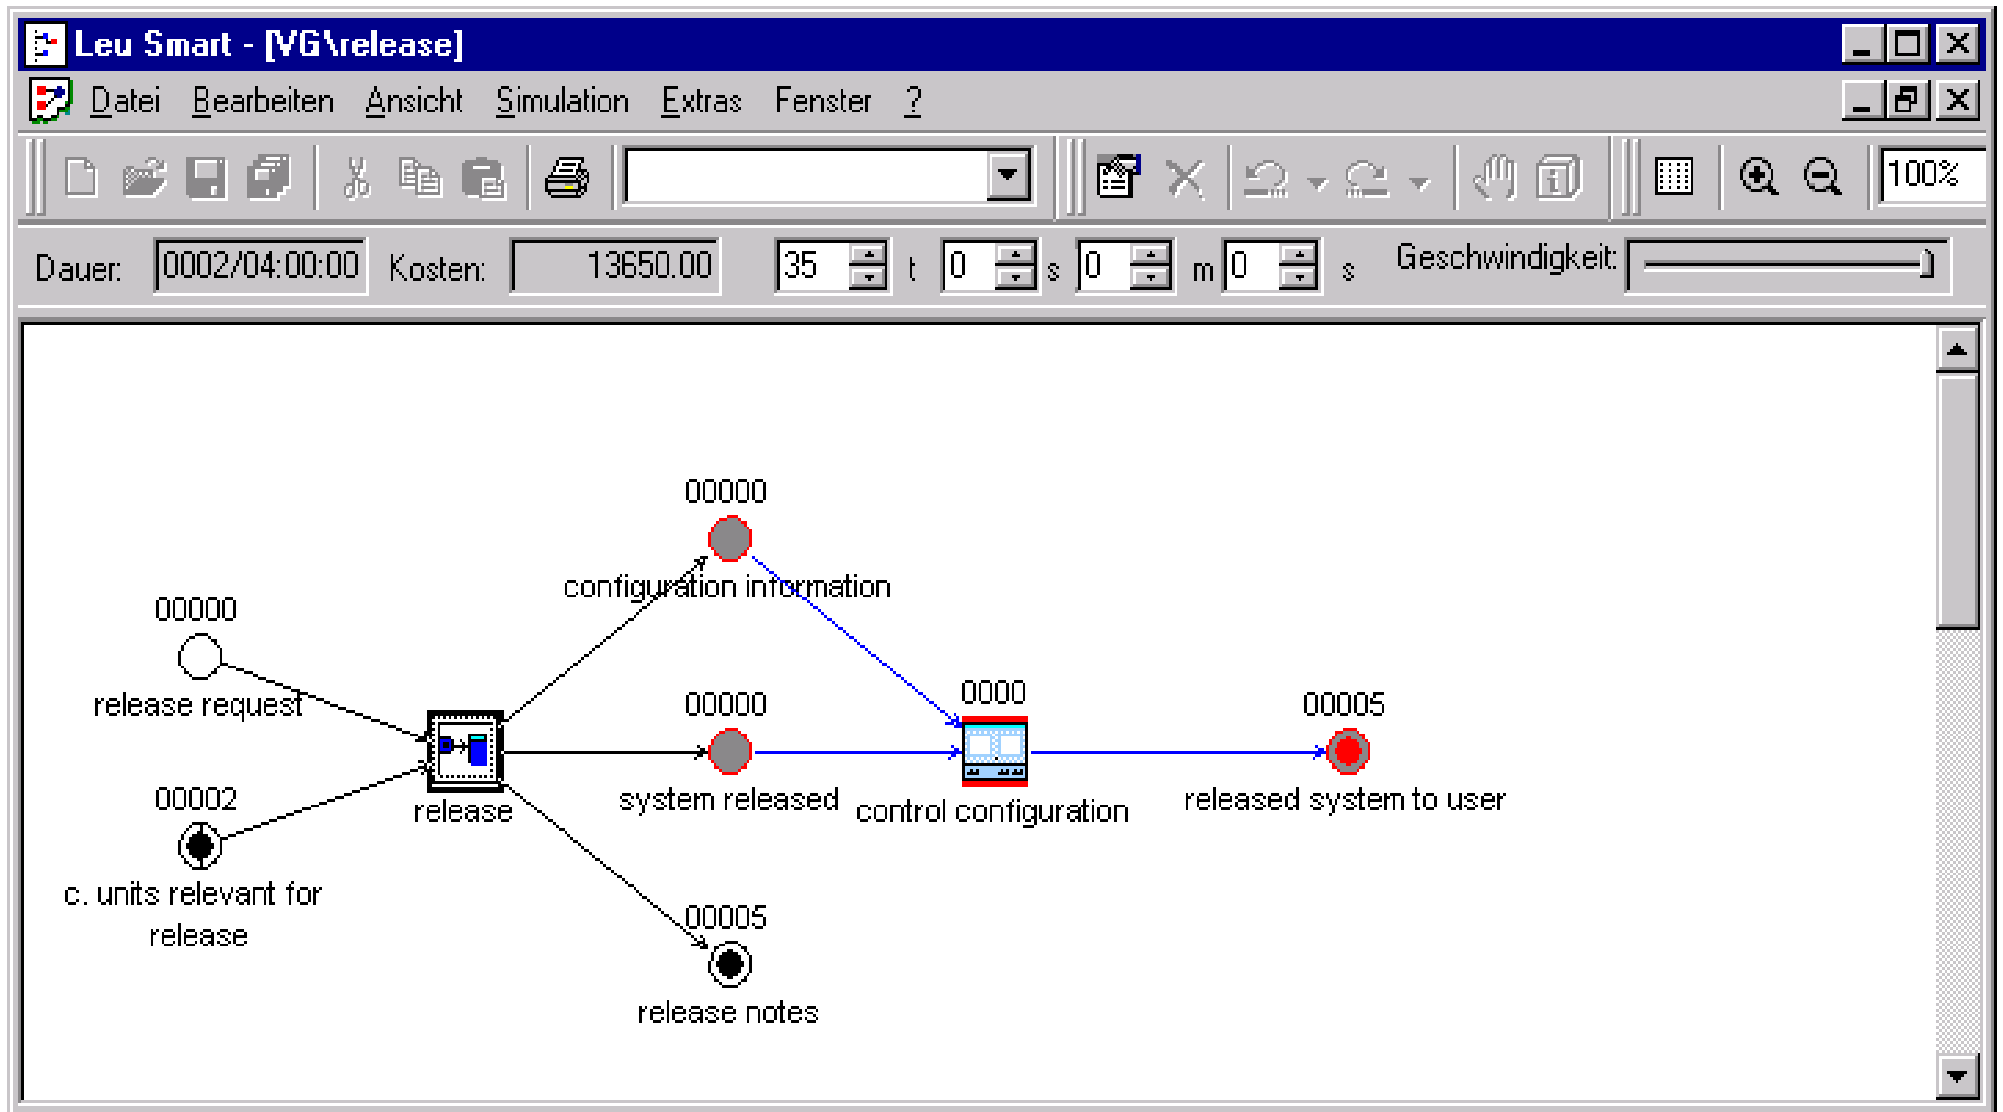 Leu Smart - [VG\release]
Datei Bearbeiten Ansicht Simulation Extras Fenster ?
100%
Dauer: 0002/04:00:00 Kosten: 13650.00 35 t 0 s 0 m 0 s Geschwindigkeit:
00000
configuration information
00000
release request
00000
system released
0000
control configuration
00005
released system to user
release
00002
c. units relevant for
release
00005
release notes